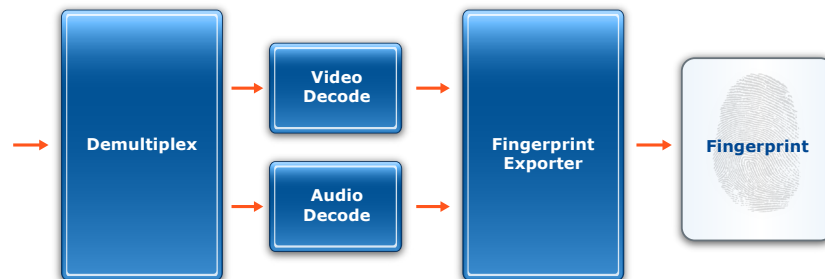 Demultiplex
Video
Decode
Audio
Decode
Fingerprint
Exporter
Fingerprint